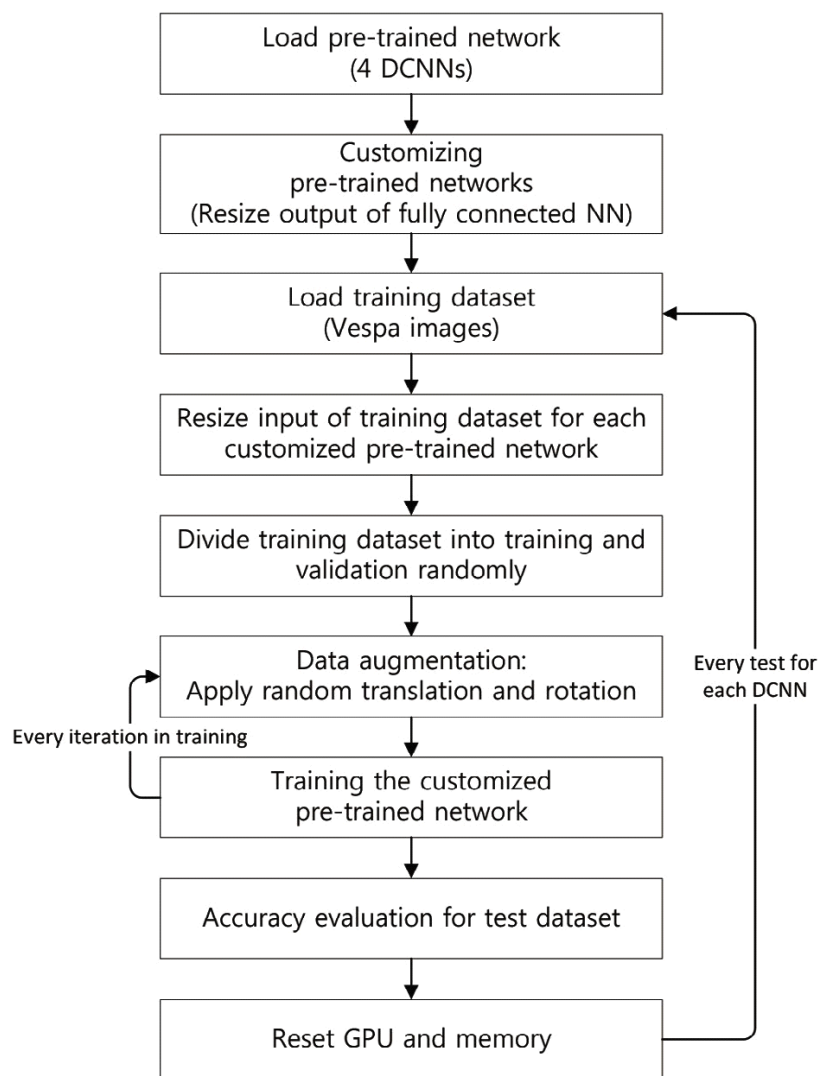 Load pre-trained network
(4 DCNNs)
Customizing
pre-trained networks
(Resize output of fully connected NN)
Load training dataset
(Vespa images)
Resize input of training dataset for each
customized pre-trained network
Divide training dataset into training and
validation randomly
Data augmentation:
Apply random translation and rotation
Every test for
each DCNN
Every iteration in training
Training the customized
pre-trained network
Accuracy evaluation for test dataset
Reset GPU and memory